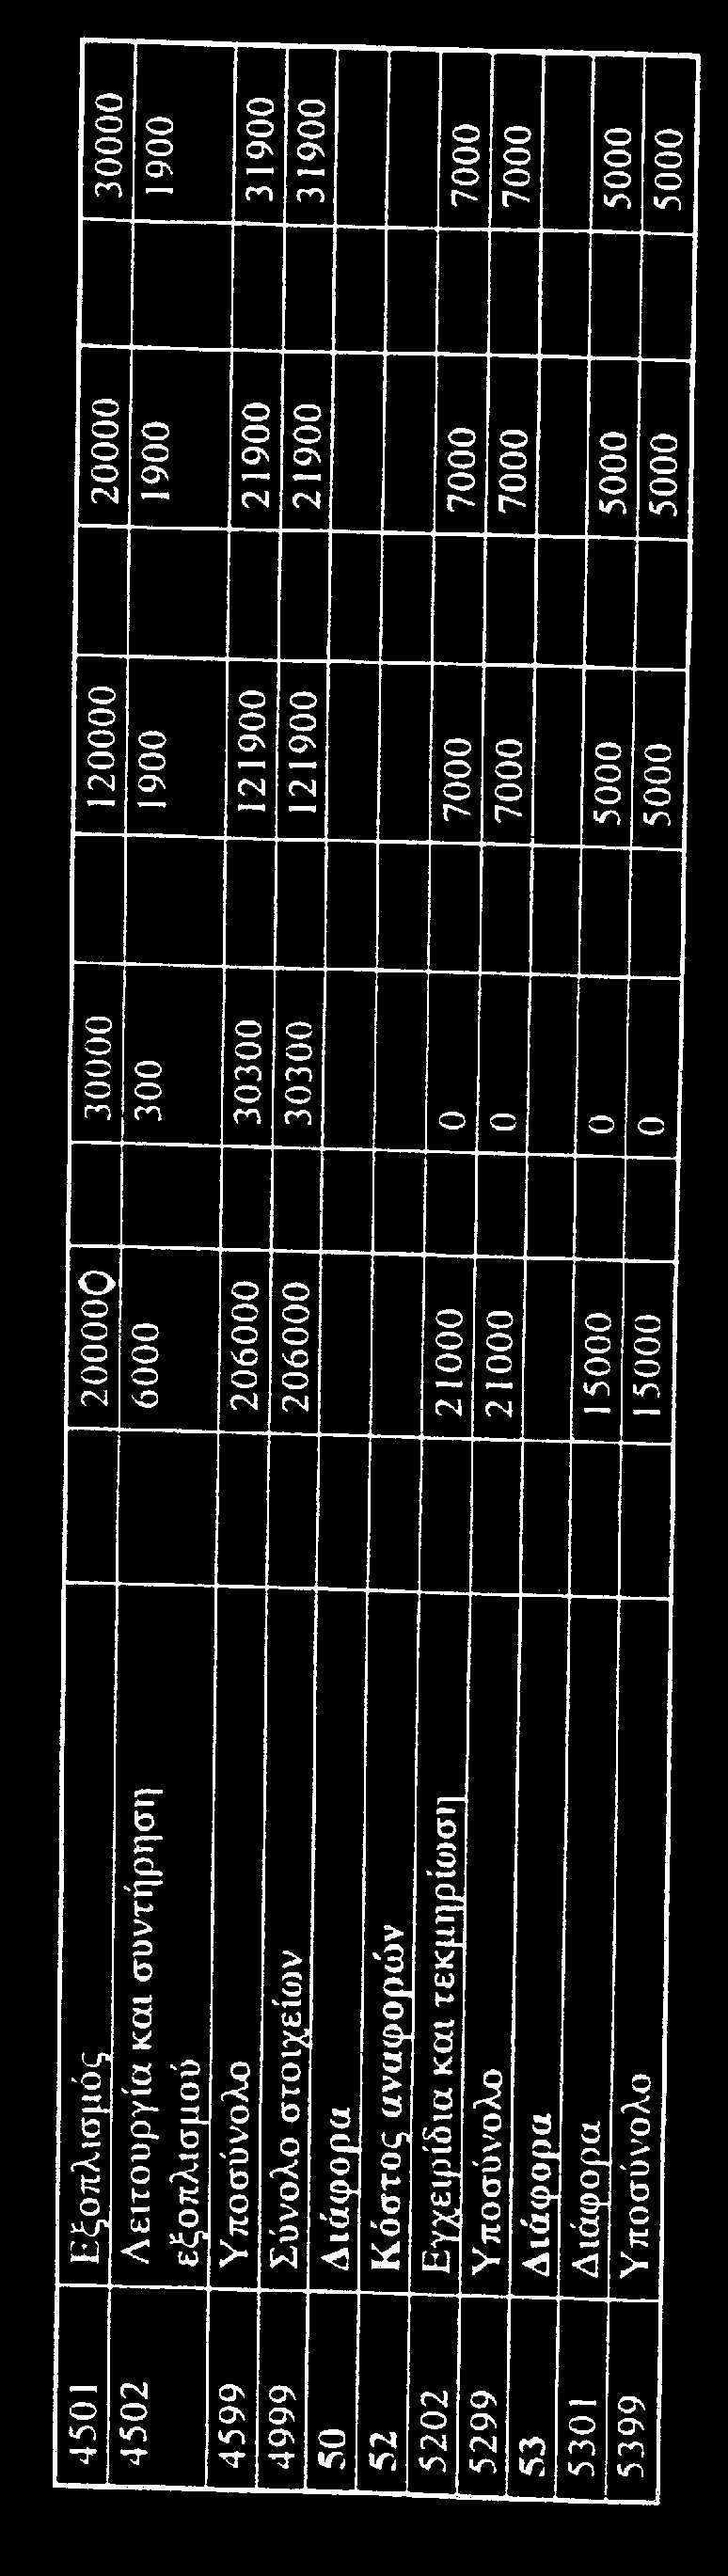 4501 Εξοπλισμός 200000 30000 120000 20000 30000
4502 Λειτουργία και συντήρηση 6000 300 1900 1900 1900
εξοπλισμού
4599 Υποσύνολο 206000 30300 121900 21900 31900
4999 Σύνολο στοιχείων 206000 30300 121900 21900 31900
50 Διάφορα
52 Κόστος αναφορών
5202 Εγχειρίδια και τεκμηρίωση 21000 0 7000 7000 7000
5299 Υποσύνολο 21000 0 7000 7000 7000
53 Διάφορα
5301 Διάφορα 15000 0 5000 5000 5000
5399 Υποσύνολο 15000 0 5000 5000 5000